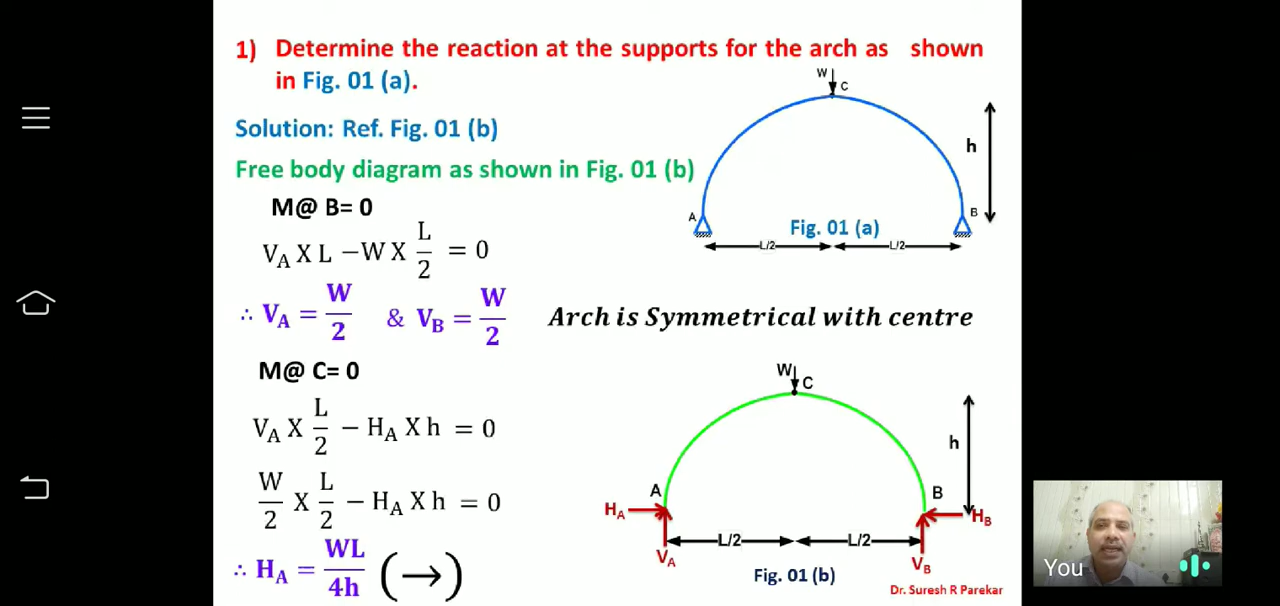 1) Determine the reaction at the supports for the arch as shown
in Fig. 01 (a).
Solution: Ref. Fig. 01 (b)
Free body diagram as shown in Fig. 01 (b)
M@ B= 0
V_A X L − W X L/2 = 0
∴ V_A = W/2 & V_B = W/2
Arch is Symmetrical with centre
M@ C= 0
V_A X L/2 − H_A X h = 0
W/2 X L/2 − H_A X h = 0
∴ H_A = WL/4h (→)
W
C
h
A
B
Fig. 01 (a)
L/2 L/2
W
C
h
A
B
H_A
H_B
L/2 L/2
V_A
V_B
Fig. 01 (b)
Dr. Suresh R Parekar
You